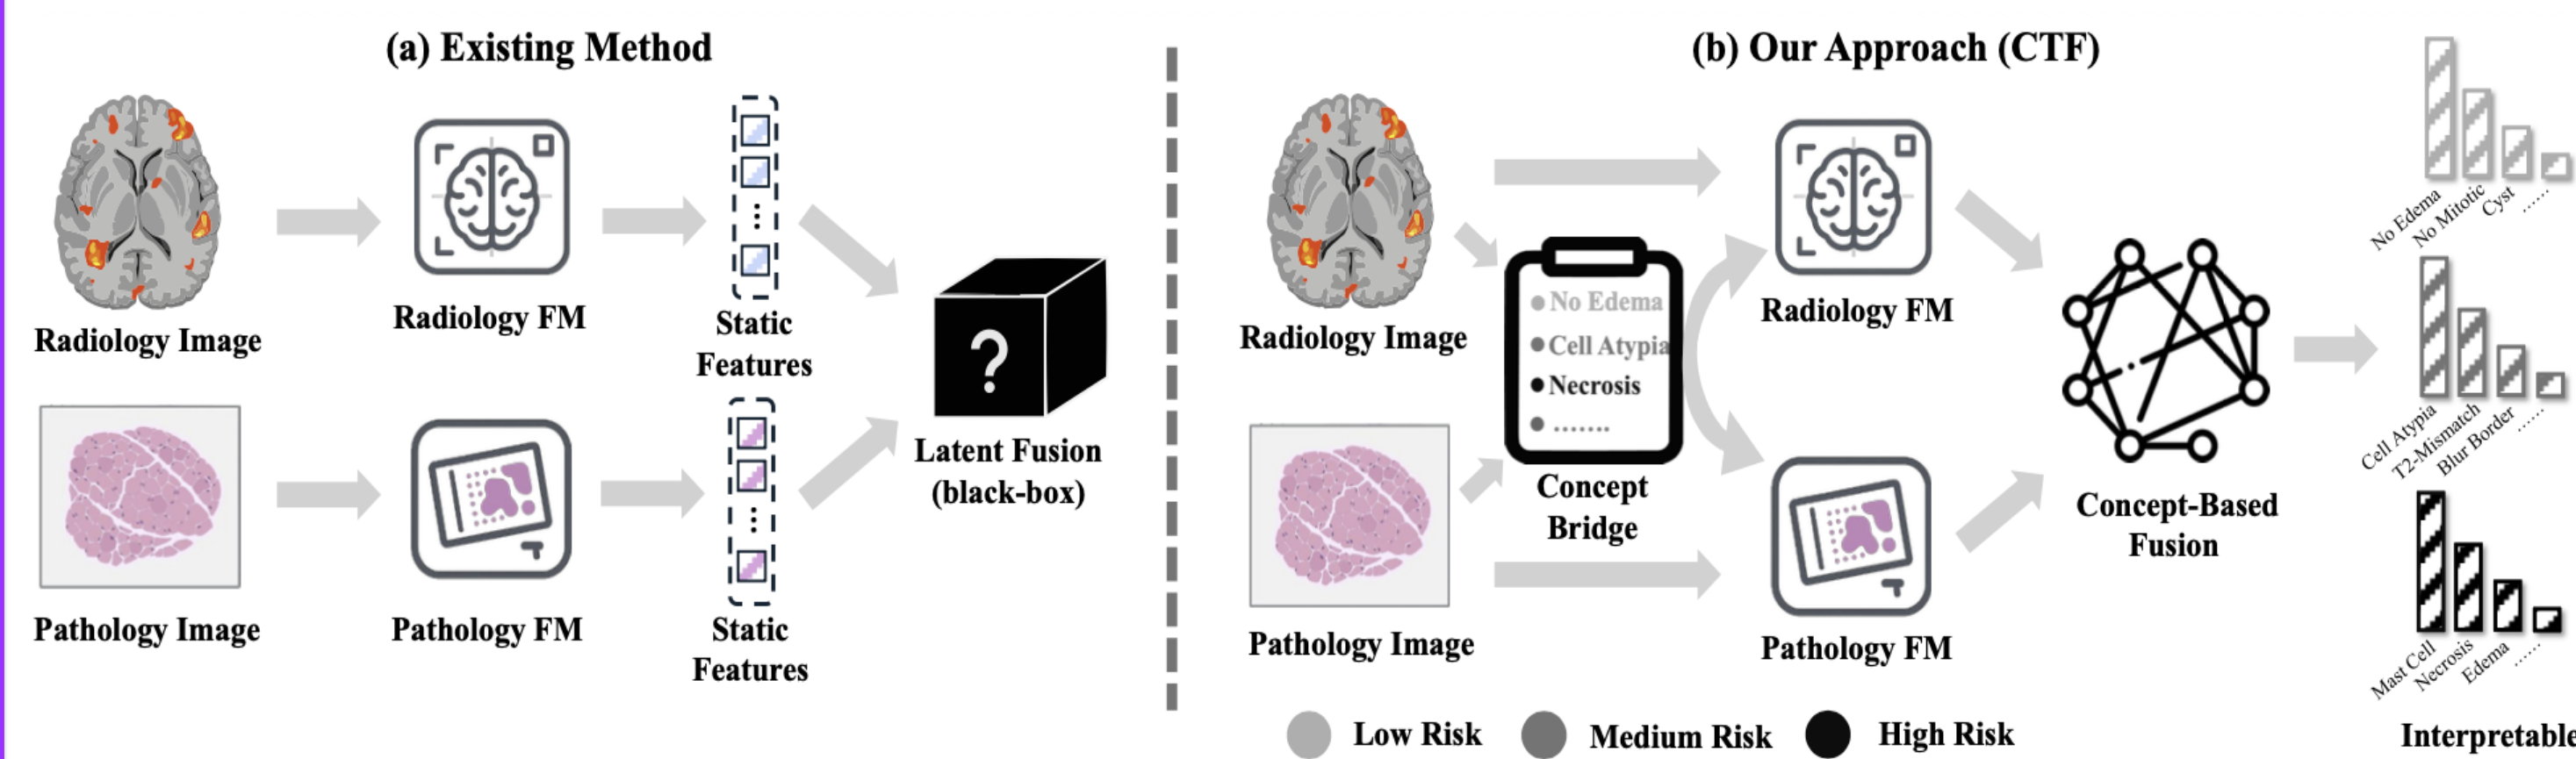 (a) Existing Method
Radiology Image
Radiology FM
Static
Features
Pathology Image
Pathology FM
Static
Features
?
Latent Fusion
(black-box)
(b) Our Approach (CTF)
Radiology Image
No Edema
Cell Atypia
Necrosis
.......
Concept
Bridge
Radiology FM
Pathology Image
Pathology FM
Concept-Based
Fusion
No Edema
No Mitotic
Cyst
......
Cell Atypia
T2-Mismatch
Blur Border
......
Mast Cell
Necrosis
Edema
......
Interpretable
Low Risk
Medium Risk
High Risk